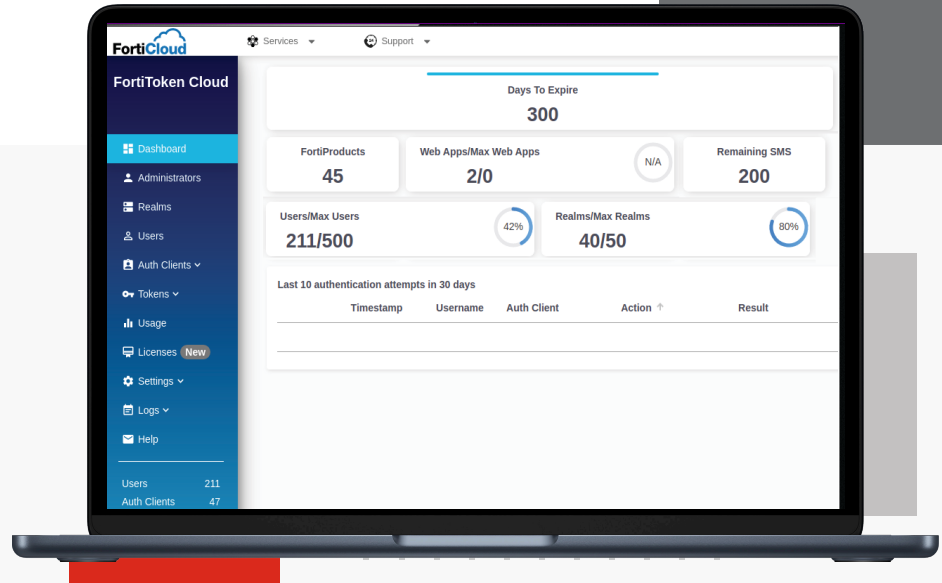 FortiCloud
Services
Support
FortiToken Cloud
Dashboard
Administrators
Realms
Users
Auth Clients
Tokens
Usage
Licenses New
Settings
Logs
Help
Users 211
Auth Clients 47
Days To Expire
300
FortiProducts
45
Web Apps/Max Web Apps
2/0
N/A
Remaining SMS
200
Users/Max Users
211/500
42%
Realms/Max Realms
40/50
80%
Last 10 authentication attempts in 30 days
Timestamp Username Auth Client Action Result